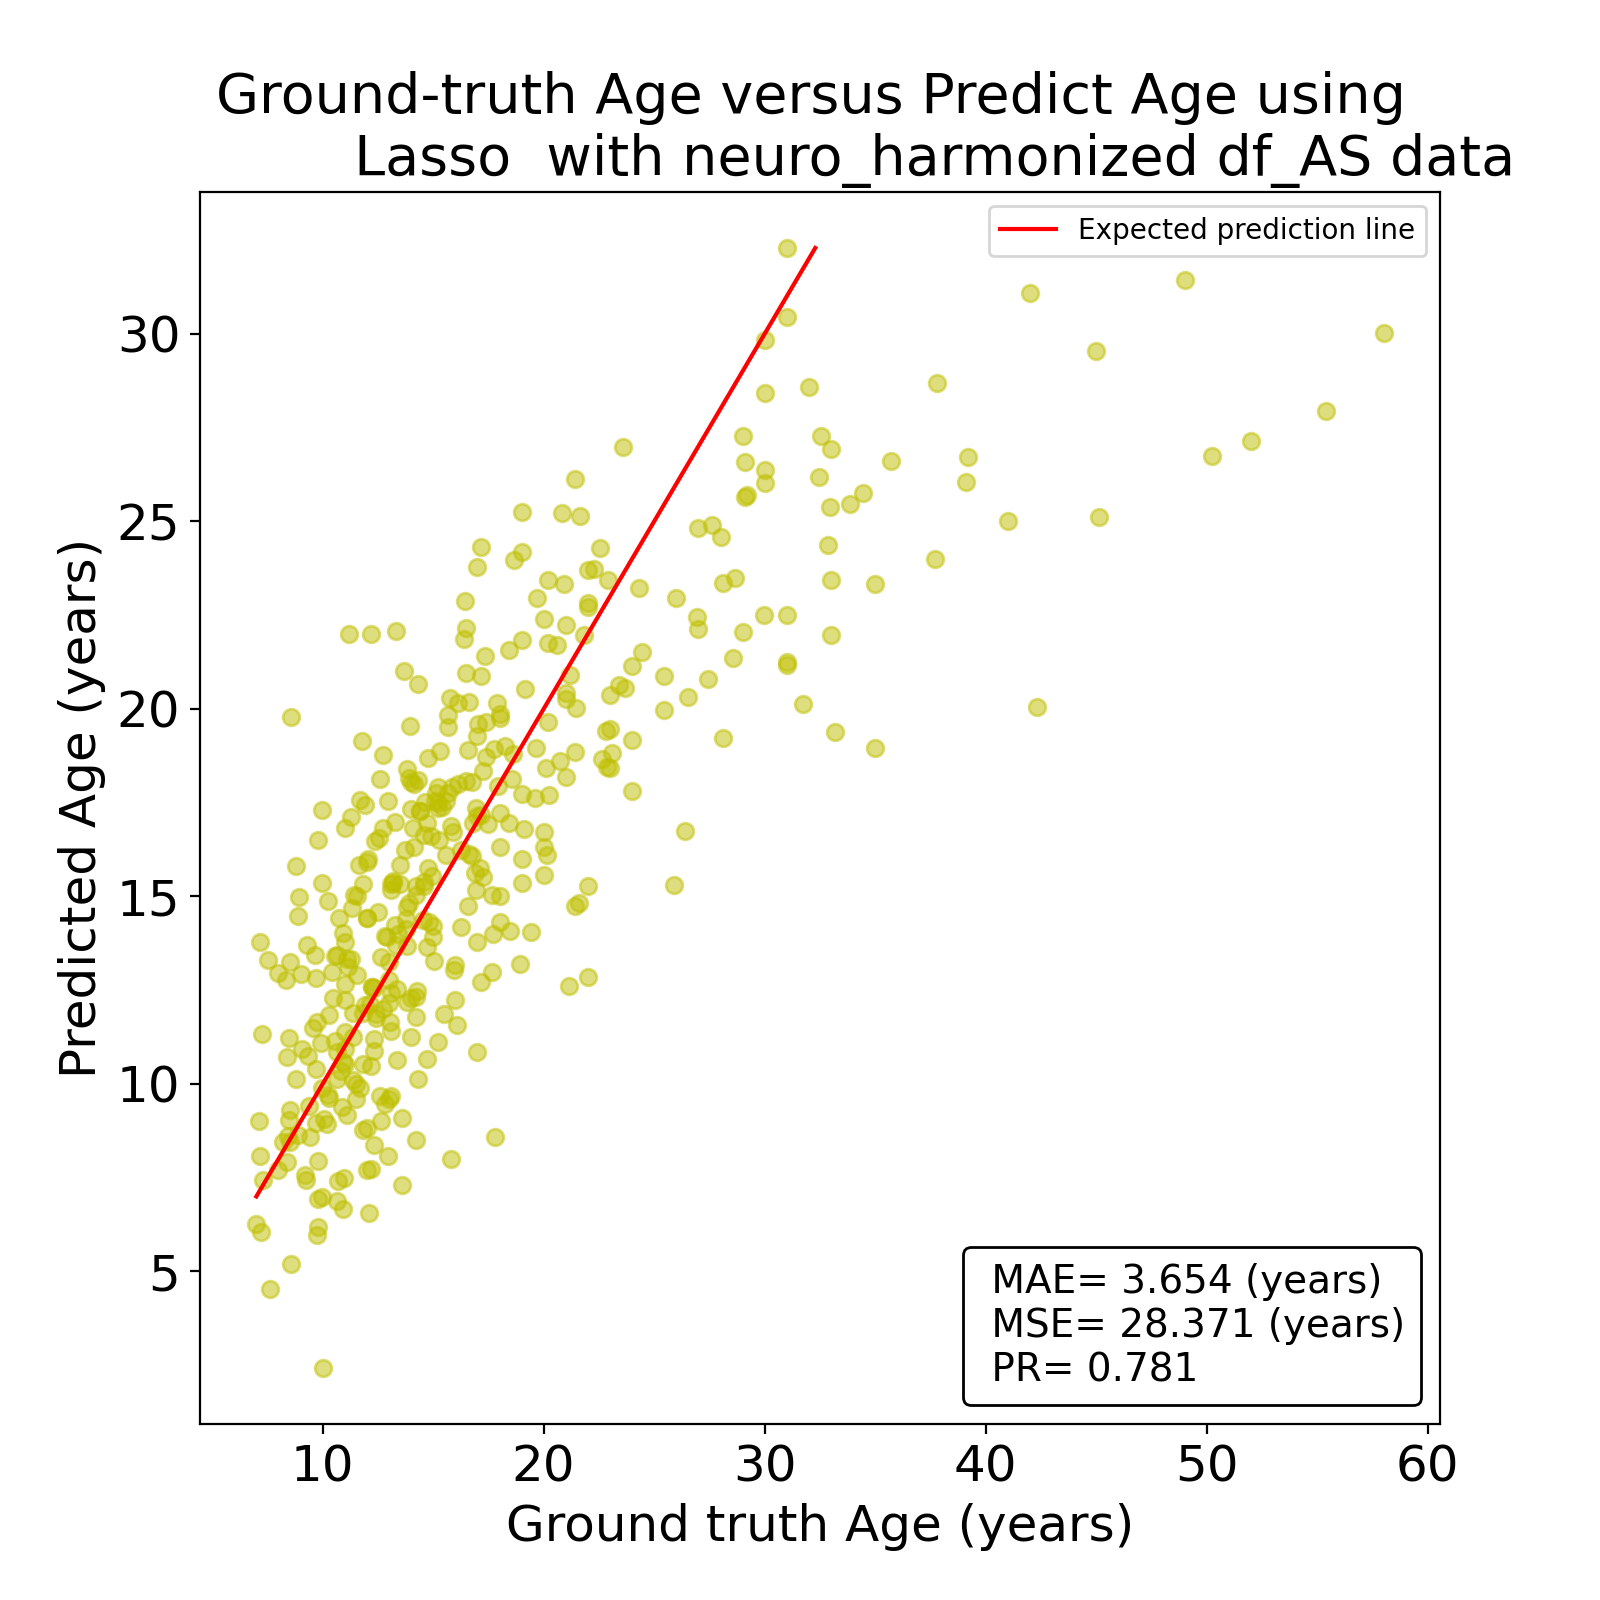 Ground-truth Age versus Predict Age using
Lasso  with neuro_harmonized df_AS data
Expected prediction line
30
25
20
15
10
5
Predicted Age (years)
MAE= 3.654 (years)
MSE= 28.371 (years)
PR= 0.781
10 20 30 40 50 60
Ground truth Age (years)